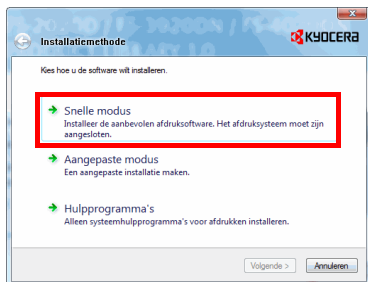 Installatiemethode
KYOCERA
Kies hoe u de software wilt installeren.
Snelle modus
Installeer de aanbevolen afdruksoftware. Het afdruksysteem moet zijn
aangesloten.
Aangepaste modus
Een aangepaste installatie maken.
Hulpprogramma's
Alleen systeemhulpprogramma's voor afdrukken installeren.
Volgende >
Annuleren